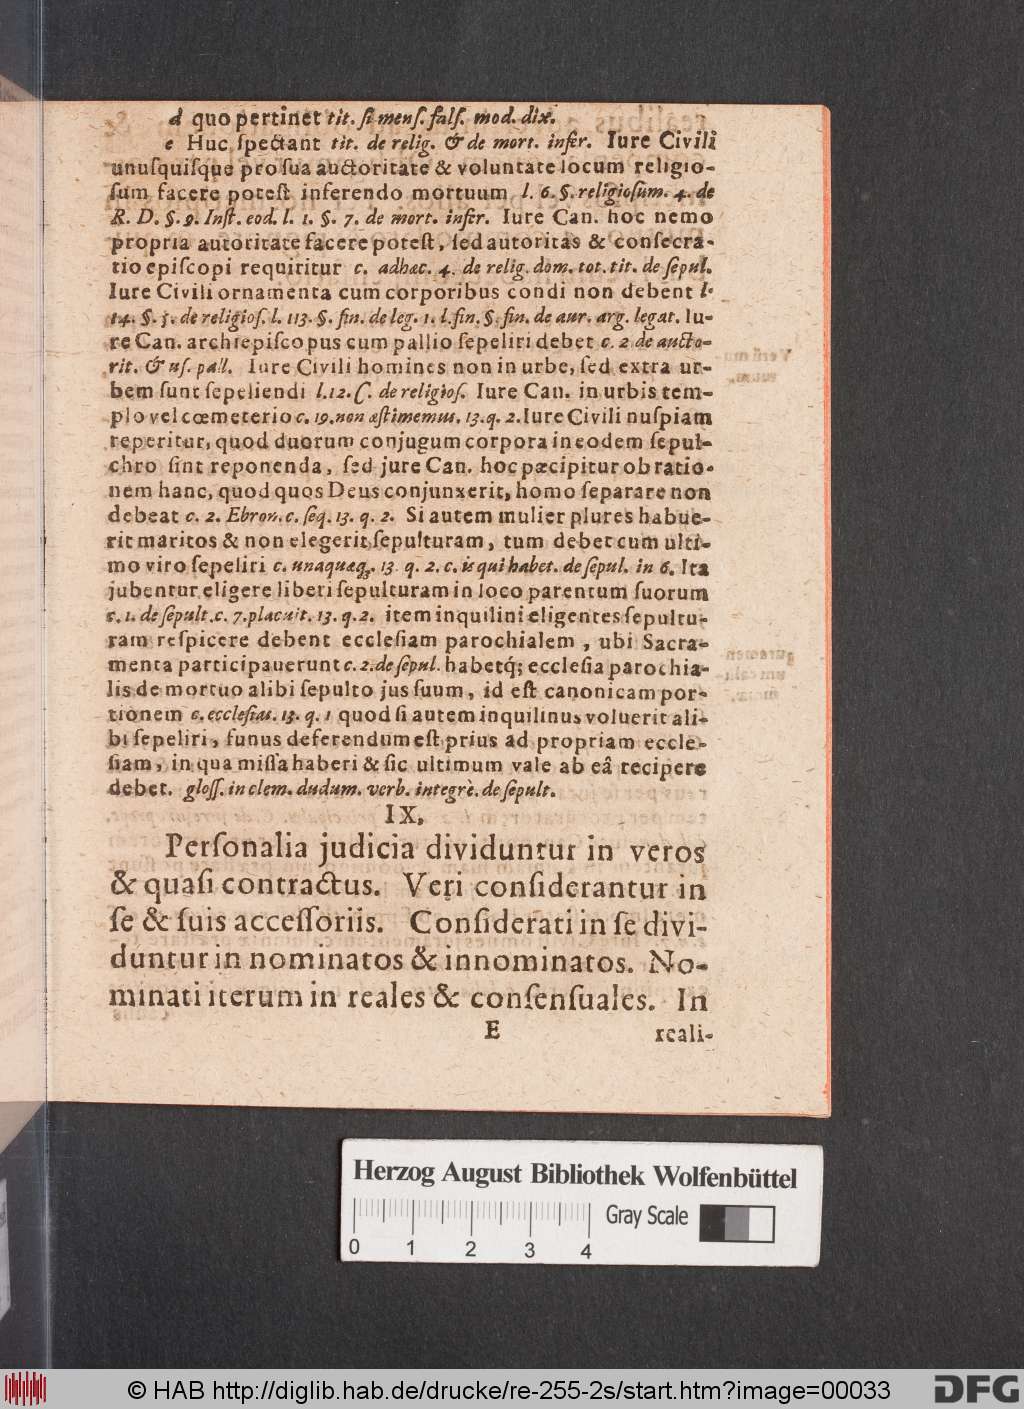 d quo pertinet tit. ſi menſ. falſ. mod. dix.
e Huc ſpectant tit. de relig. & de mort. infer. Iure Civili
unuſquiſque pro ſua auctoritate & voluntate locum religio-
ſum facere poteſt inferendo mortuum l. 6. §. religioſum. 4. de
R. D. §. 9. Inſt. eod. l. 1. §. 7. de mort. infer. Iure Can. hoc nemo
propria autoritate facere poteſt, ſed autoritas & conſecra-
tio epiſcopi requiritur c. adhæc. 4. de relig. dom. tot. tit. de ſepul.
Iure Civili ornamenta cum corporibus condi non debent l.
14. §. 5. de religioſ. l. 113. §. fin. de leg. 1. l. fin. §. fin. de aur. arg. legat. Iu-
re Can. archiepiſcopus cum pallio ſepeliri debet c. 2 de aucto-
rit. & uſ. pall. Iure Civili homines non in urbe, ſed extra ur-
bem ſunt ſepeliendi l. 12. C. de religioſ. Iure Can. in urbis tem-
plo vel cœmeterio c. 19. non æſtimemus. 13. q. 2. Iure Civili nuſpiam
reperitur, quod duorum conjugum corpora in eodem ſepul-
chro ſint reponenda, ſed jure Can. hoc pæcipitur ob ratio-
nem hanc, quod quos Deus conjunxerit, homo ſeparare non
debeat c. 2. Ebron. c. ſeq. 13. q. 2. Si autem mulier plures habue-
rit maritos & non elegerit ſepulturam, tum debet cum ulti-
mo viro ſepeliri c. unaquæq;. 13. q. 2. c. is qui habet. de ſepul. in 6. Ita
jubentur eligere liberi ſepulturam in loco parentum ſuorum
c. 1. de ſepult. c. 7. placuit. 13. q. 2. item inquilini eligentes ſepultu-
ram reſpicere debent eccleſiam parochialem, ubi Sacra-
menta participauerunt c. 2. de ſepul. habetq́; eccleſia parochia-
lis de mortuo alibi ſepulto jus ſuum, id eſt canonicam por-
tionem c. eccleſias. 13. q. 1 quod ſi autem inquilinus voluerit ali-
bi ſepeliri, funus deferendum eſt prius ad propriam eccle-
ſiam, in qua miſſa haberi & ſic ultimum vale ab eâ recipere
debet. gloſſ. in clem. dudum. verb. integrè. de ſepult.
IX.
Perſonalia judicia dividuntur in veros
& quaſi contractus. Veri conſiderantur in
ſe & ſuis acceſſoriis. Conſiderati in ſe divi-
duntur in nominatos & innominatos. No-
minati iterum in reales & conſenſuales. In
E reali-
Herzog August Bibliothek Wolfenbüttel
Gray Scale
0 1 2 3 4
© HAB http://diglib.hab.de/drucke/re-255-2s/start.htm?image=00033
DFG